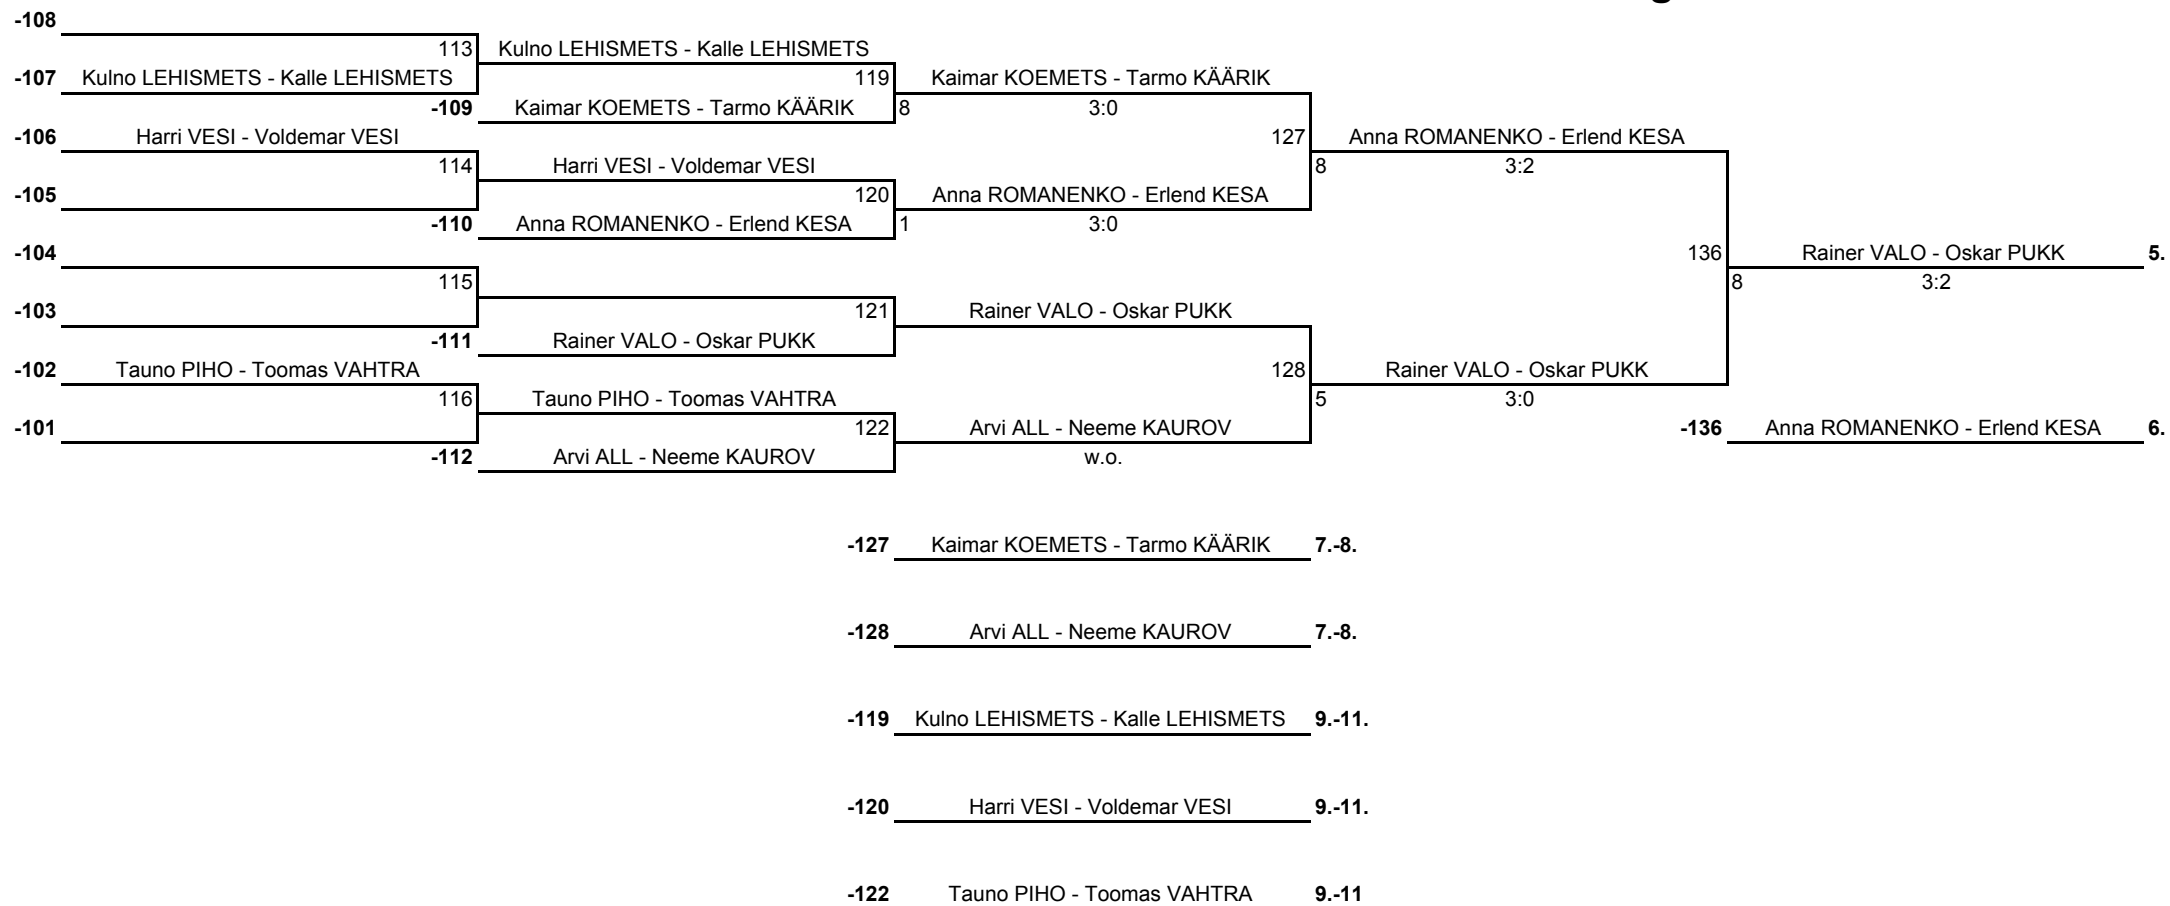 -108
113 Kulno LEHISMETS - Kalle LEHISMETS
-107 Kulno LEHISMETS - Kalle LEHISMETS 119 Kaimar KOEMETS - Tarmo KÄÄRIK
-109 Kaimar KOEMETS - Tarmo KÄÄRIK 8 3:0
-106 Harri VESI - Voldemar VESI 127 Anna ROMANENKO - Erlend KESA
114 Harri VESI - Voldemar VESI 8 3:2
-105 120 Anna ROMANENKO - Erlend KESA
-110 Anna ROMANENKO - Erlend KESA 1 3:0
-104 136 Rainer VALO - Oskar PUKK 5.
115 8 3:2
-103 121 Rainer VALO - Oskar PUKK
-111 Rainer VALO - Oskar PUKK
-102 Tauno PIHO - Toomas VAHTRA 128 Rainer VALO - Oskar PUKK
116 Tauno PIHO - Toomas VAHTRA 5 3:0
-101 122 Arvi ALL - Neeme KAUROV -136 Anna ROMANENKO - Erlend KESA 6.
-112 Arvi ALL - Neeme KAUROV w.o.
-127 Kaimar KOEMETS - Tarmo KÄÄRIK 7.-8.
-128 Arvi ALL - Neeme KAUROV 7.-8.
-119 Kulno LEHISMETS - Kalle LEHISMETS 9.-11.
-120 Harri VESI - Voldemar VESI 9.-11.
-122 Tauno PIHO - Toomas VAHTRA 9.-11